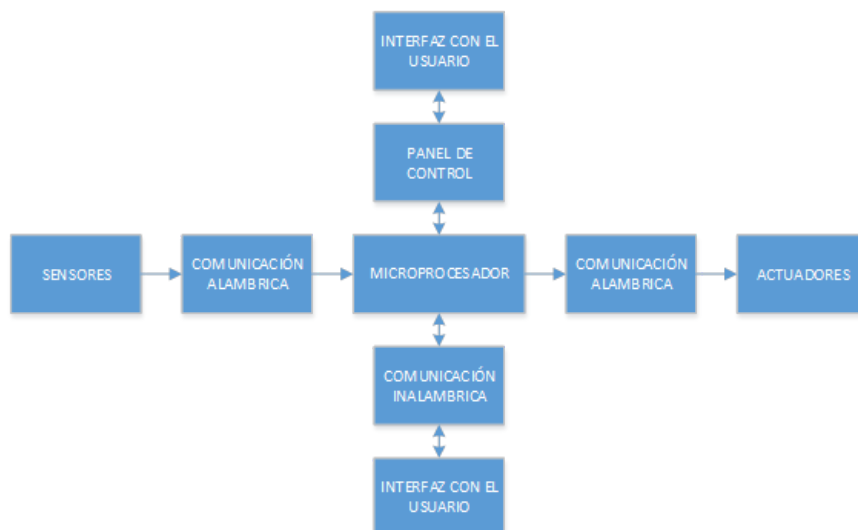 INTERFAZ CON EL
USUARIO
PANEL DE
CONTROL
SENSORES
COMUNICACIÓN
ALAMBRICA
MICROPROCESADOR
COMUNICACIÓN
ALAMBRICA
ACTUADORES
COMUNICACIÓN
INALAMBRICA
INTERFAZ CON EL
USUARIO